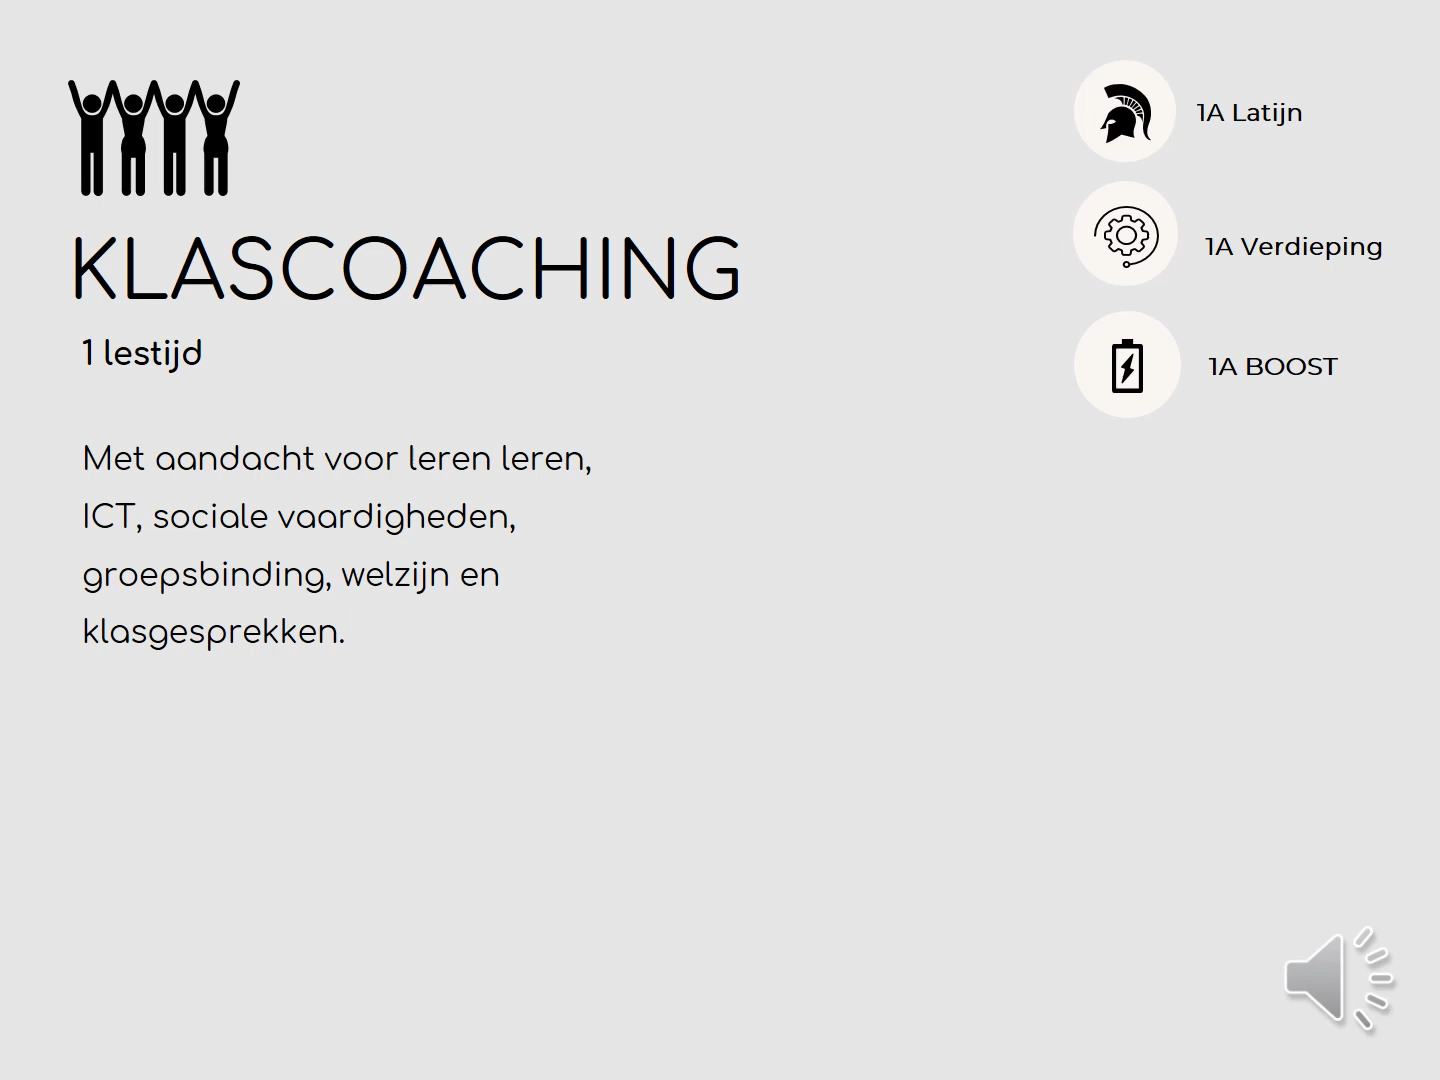 KLASCOACHING
1 lestijd
Met aandacht voor leren leren,
ICT, sociale vaardigheden,
groepsbinding, welzijn en
klasgesprekken.
1A Latijn
1A Verdieping
1A BOOST